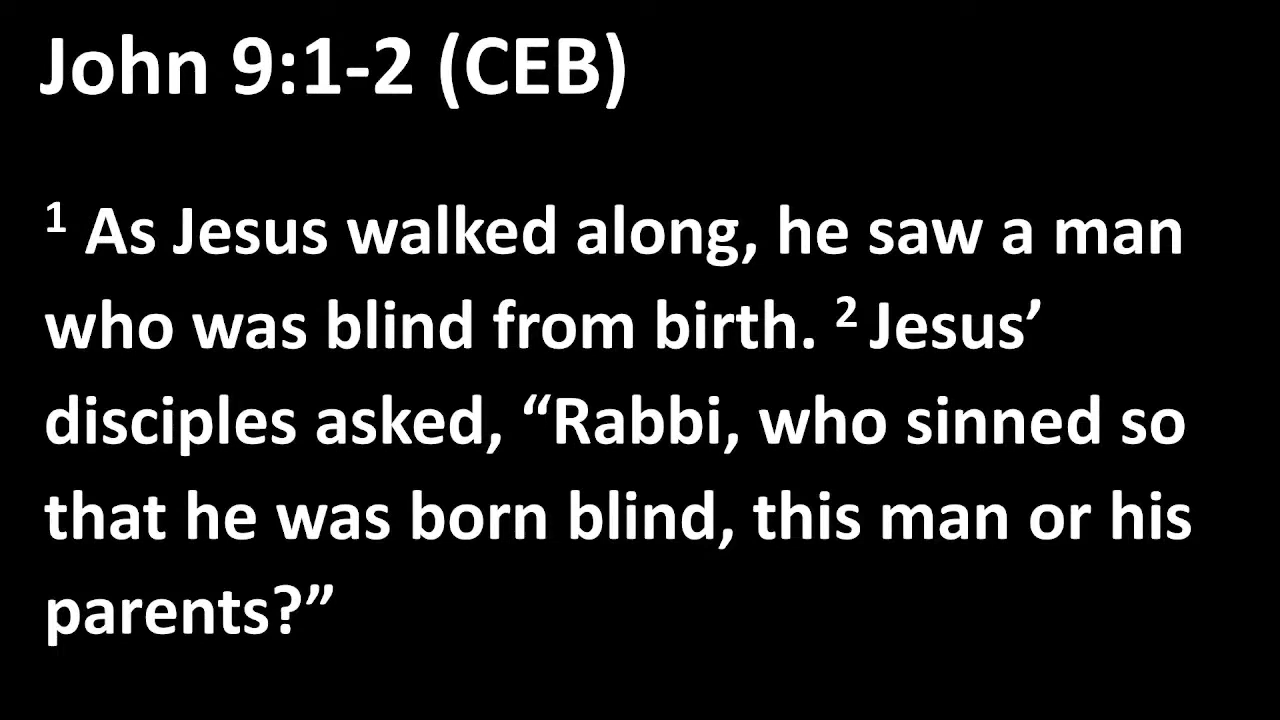 John 9:1-2 (CEB)
¹ As Jesus walked along, he saw a man
who was blind from birth. ² Jesus’
disciples asked, “Rabbi, who sinned so
that he was born blind, this man or his
parents?”